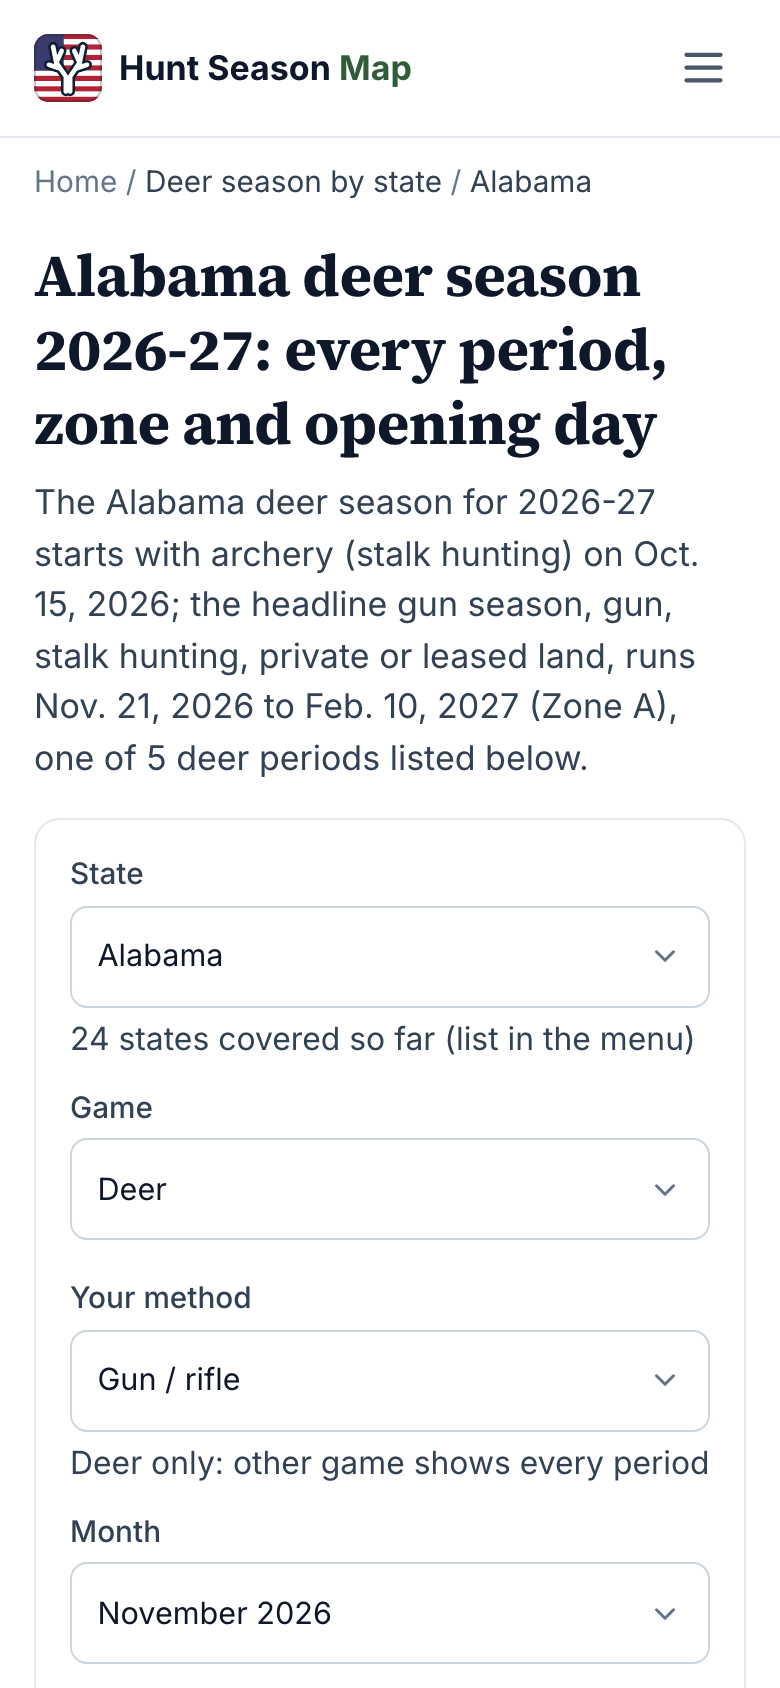 Hunt Season Map
Home / Deer season by state / Alabama
Alabama deer season
2026-27: every period,
zone and opening day
The Alabama deer season for 2026-27
starts with archery (stalk hunting) on Oct.
15, 2026; the headline gun season, gun,
stalk hunting, private or leased land, runs
Nov. 21, 2026 to Feb. 10, 2027 (Zone A),
one of 5 deer periods listed below.
State
Alabama
24 states covered so far (list in the menu)
Game
Deer
Your method
Gun / rifle
Deer only: other game shows every period
Month
November 2026